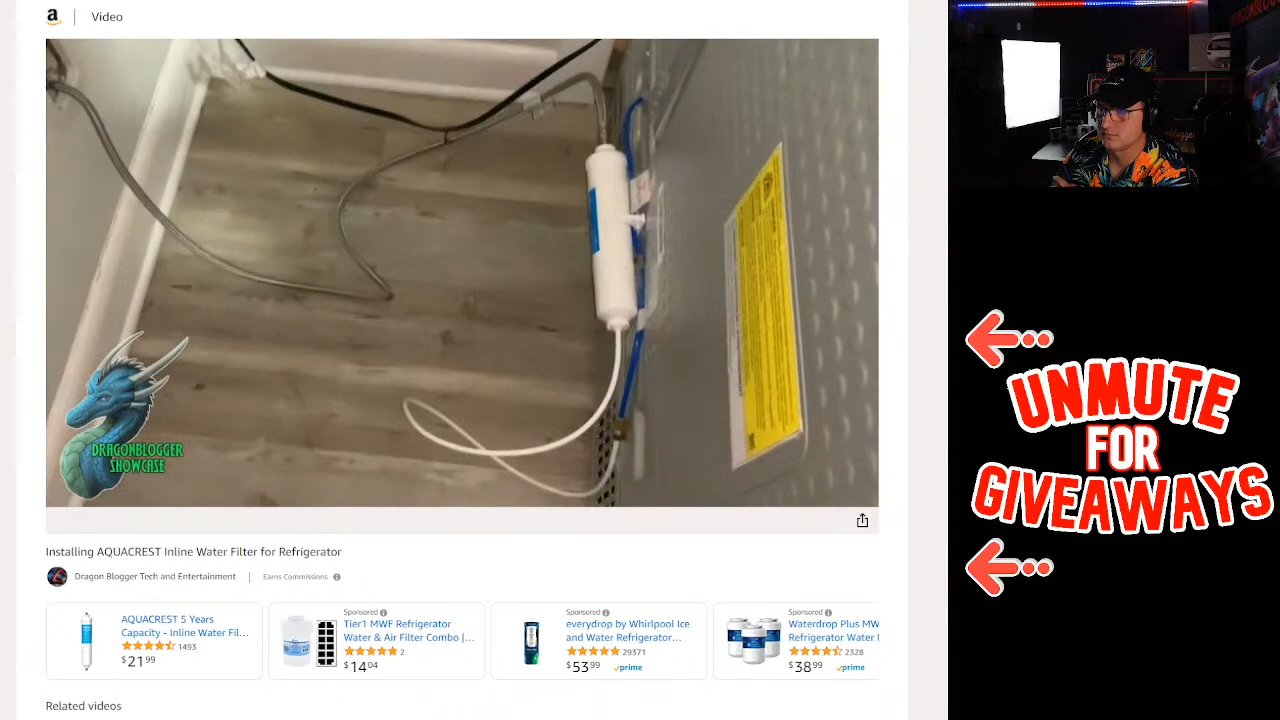 a
Video
DRAGONBLOGGER
SHOWCASE
Installing AQUACREST Inline Water Filter for Refrigerator
Dragon Blogger Tech and Entertainment
Earns Commissions
AQUACREST 5 Years
Capacity - Inline Water Fil...
1493
$21.99
Sponsored
Tier1 MWF Refrigerator
Water & Air Filter Combo |...
2
$14.04
Sponsored
everydrop by Whirlpool Ice
and Water Refrigerator...
29371
$53.99 prime
Sponsored
Waterdrop Plus MW
Refrigerator Water
2328
$38.99 prime
Related videos
UNMUTE
FOR
GIVEAWAYS